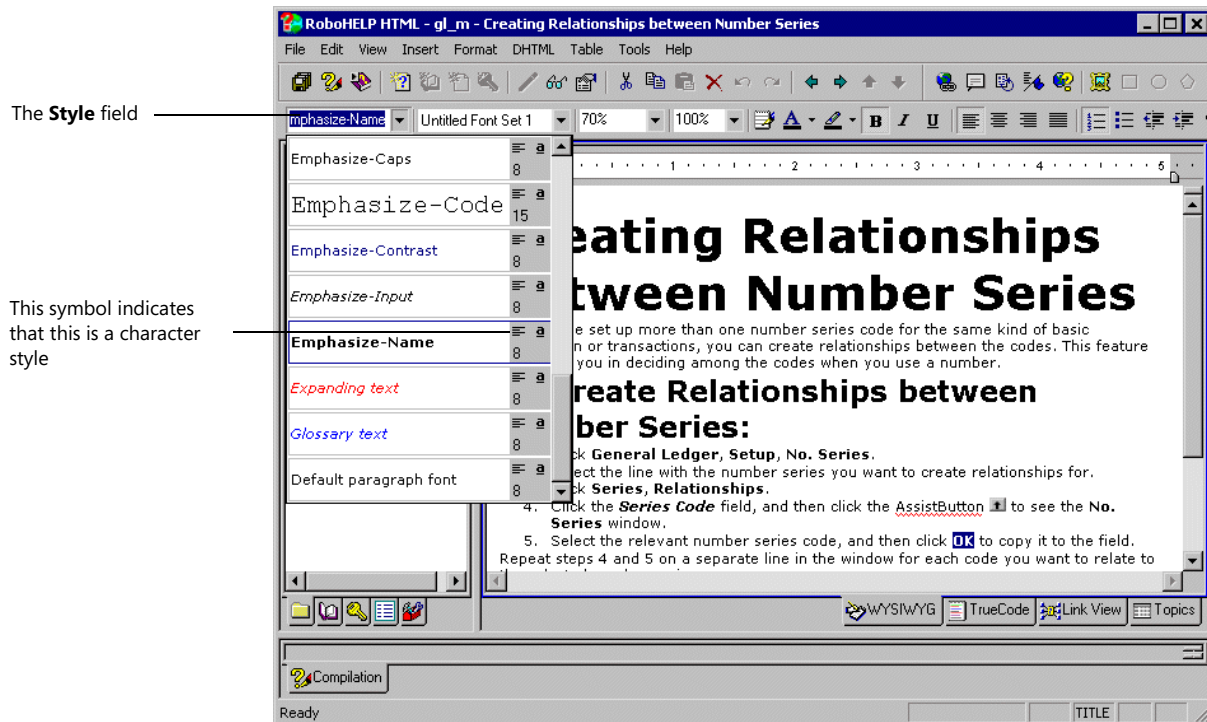 RoboHELP HTML - gl_m - Creating Relationships between Number Series
File Edit View Insert Format DHTML Table Tools Help
The Style field
mphasize-Name Untitled Font Set 1 70% 100% A B I U
Emphasize-Caps a 8
Emphasize-Code a 15
Emphasize-Contrast a 8
Emphasize-Input a 8
This symbol indicates
that this is a character
style
Emphasize-Name a 8
Expanding text a 8
Glossary text a 8
Default paragraph font a 8
1 2 3 4 5
eating Relationships
tween Number Series
e set up more than one number series code for the same kind of basic
n or transactions, you can create relationships between the codes. This feature
you in deciding among the codes when you use a number.
reate Relationships between
ber Series:
ck General Ledger, Setup, No. Series.
ect the line with the number series you want to create relationships for.
ck Series, Relationships.
4. Click the Series Code field, and then click the AssistButton to see the No.
Series window.
5. Select the relevant number series code, and then click OK to copy it to the field.
Repeat steps 4 and 5 on a separate line in the window for each code you want to relate to
WYSIWYG TrueCode Link View Topics
Compilation
Ready TITLE